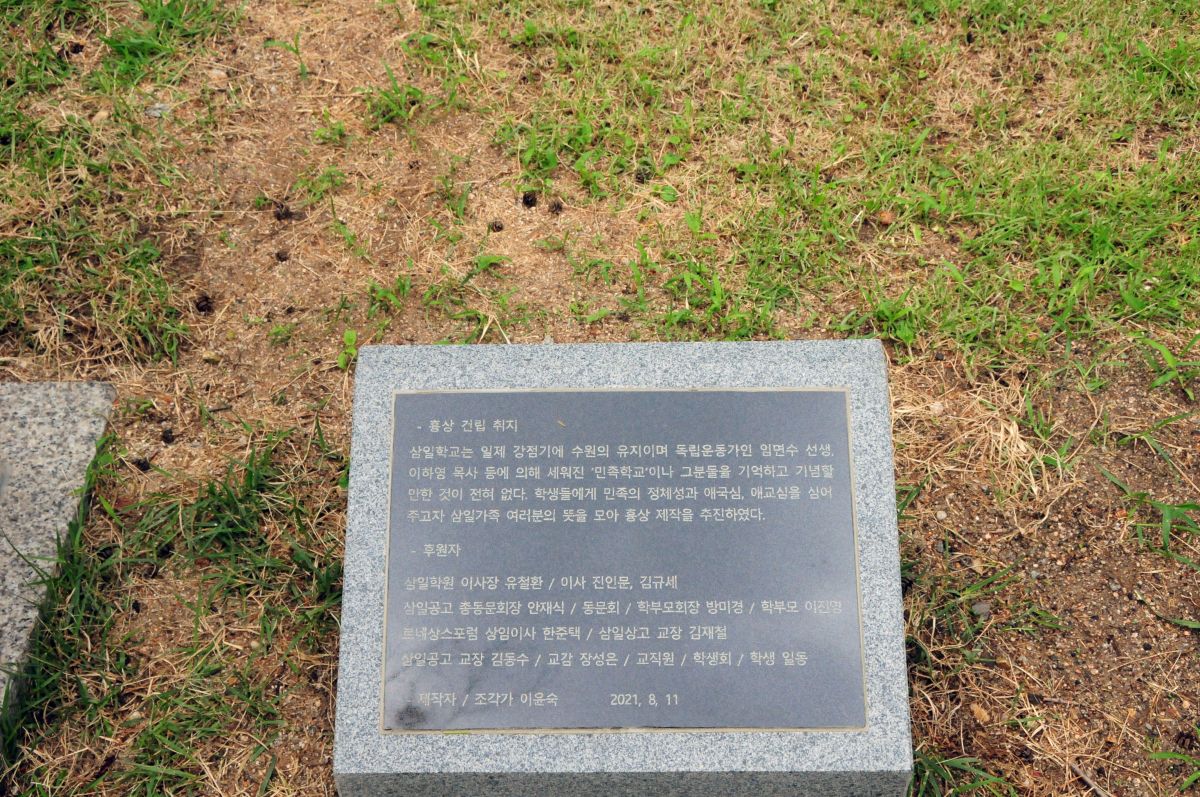 - 흉상 건립 취지
삼일학교는 일제 강점기에 수원의 유지이며 독립운동가인 임면수 선생,
이하영 목사 등에 의해 세워진 '민족학교'이나 그분들을 기억하고 기념할
만한 것이 전혀 없다. 학생들에게 민족의 정체성과 애국심, 애교심을 심어
주고자 삼일가족 여러분의 뜻을 모아 흉상 제작을 추진하였다.
- 후원자
삼일학원 이사장 유철환 / 이사 진인문, 김규세
삼일공고 총동문회장 안재식 / 동문회 / 학부모회장 방미경 / 학부모 이진명
르네상스포럼 상임이사 한준택 / 삼일상고 교장 김재철
삼일공고 교장 김동수 / 교감 장성은 / 교직원 / 학생회 / 학생 일동
제작자 / 조각가 이윤숙 2021, 8, 11